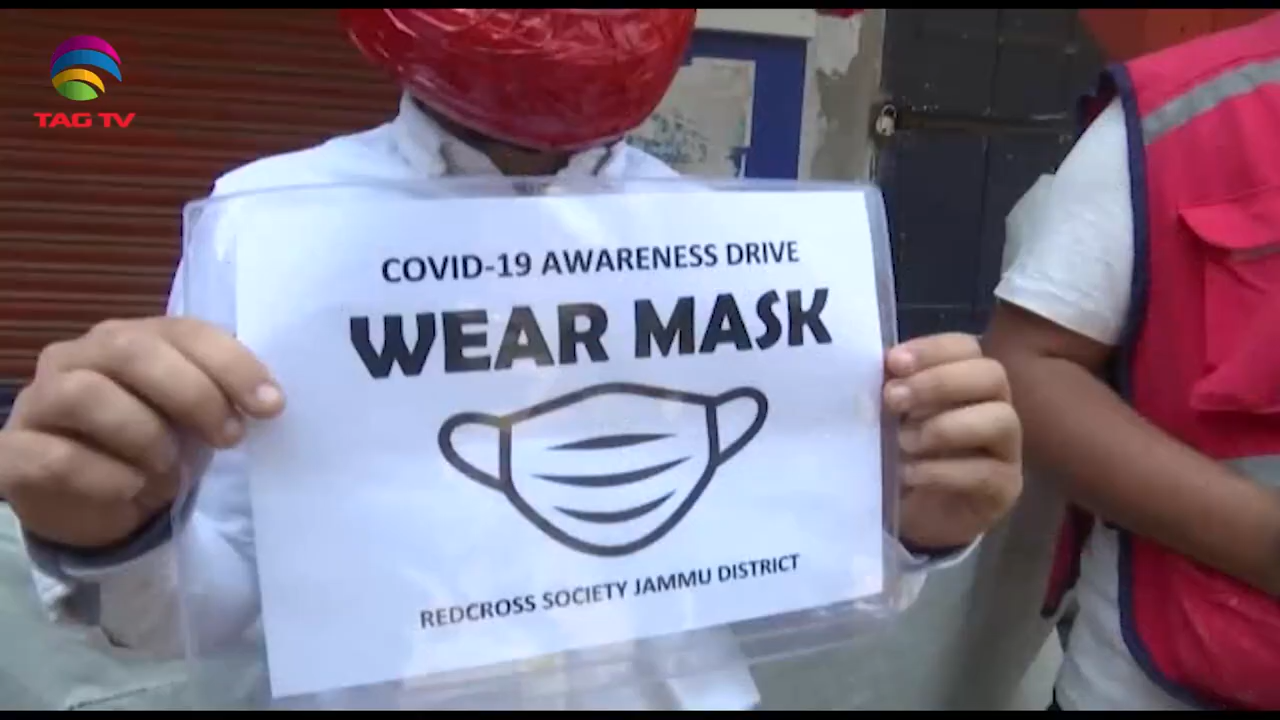 TAG TV
COVID-19 AWARENESS DRIVE
WEAR MASK
REDCROSS SOCIETY JAMMU DISTRICT